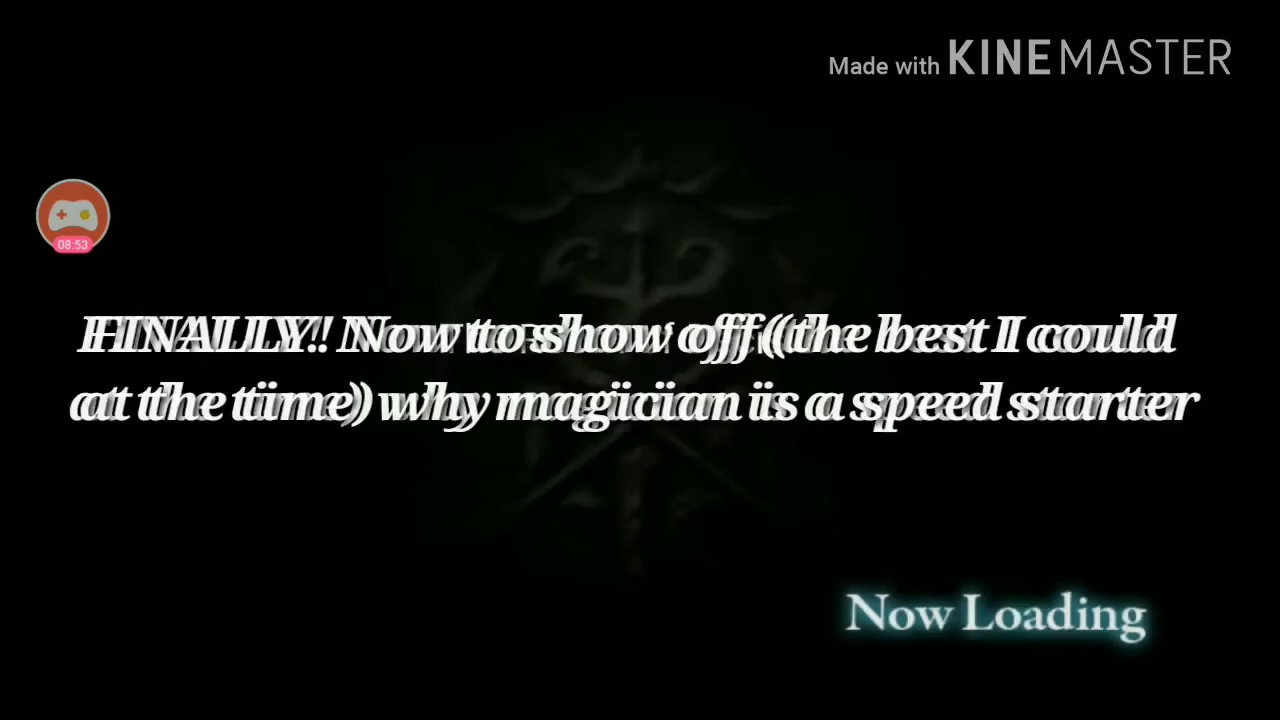 Made with KINEMASTER
08:53
FINALLY! Now to show off (the best I could
at the time) why magician is a speed starter
Now Loading